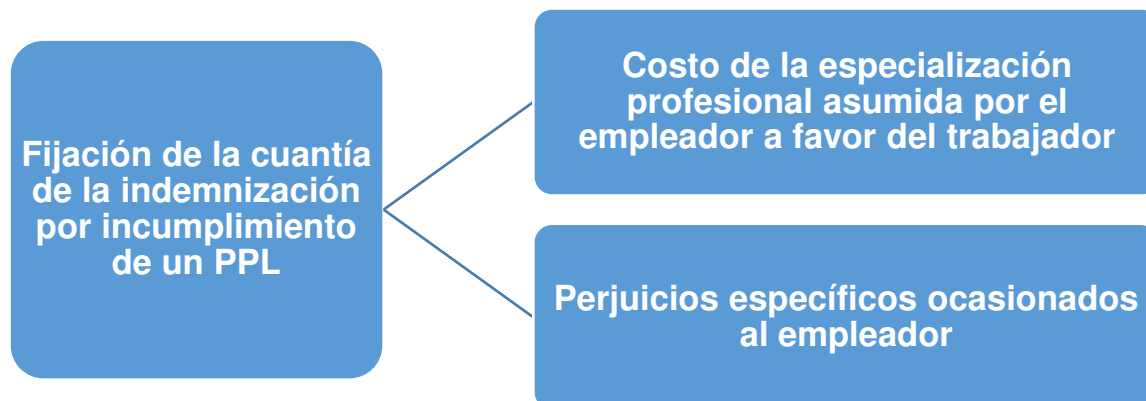 Fijación de la cuantía
de la indemnización
por incumplimiento
de un PPL
Costo de la especialización
profesional asumida por el
empleador a favor del trabajador
Perjuicios específicos ocasionados
al empleador